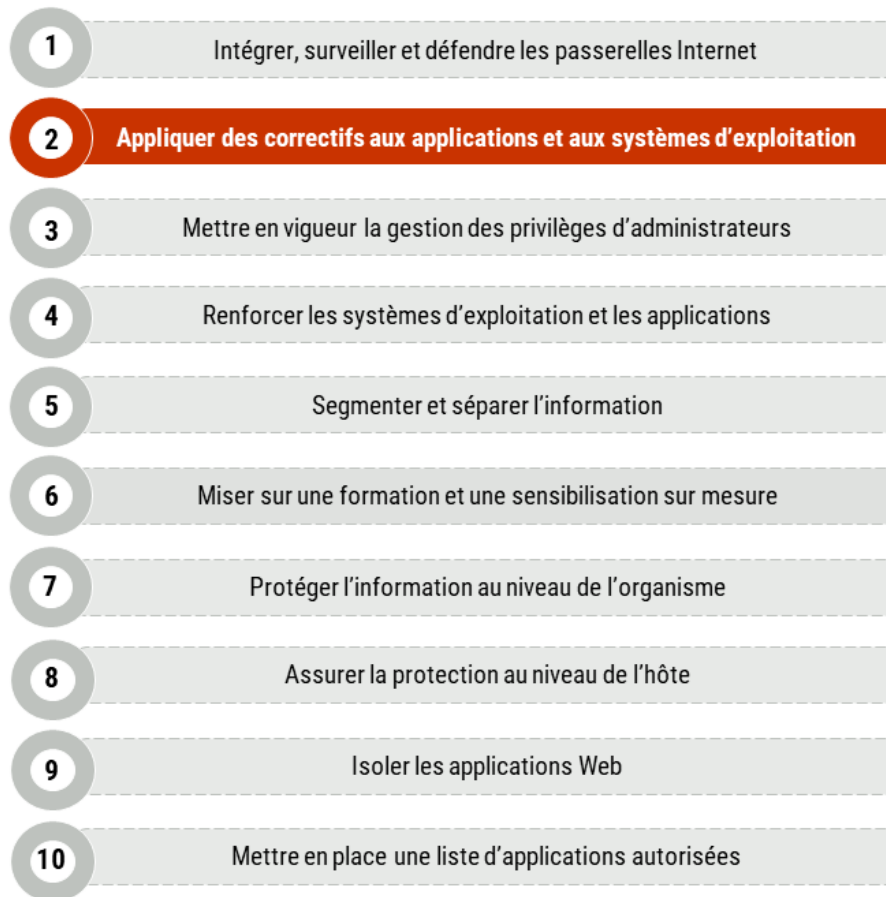 1
Intégrer, surveiller et défendre les passerelles Internet
2
Appliquer des correctifs aux applications et aux systèmes d’exploitation
3
Mettre en vigueur la gestion des privilèges d’administrateurs
4
Renforcer les systèmes d’exploitation et les applications
5
Segmenter et séparer l’information
6
Miser sur une formation et une sensibilisation sur mesure
7
Protéger l’information au niveau de l’organisme
8
Assurer la protection au niveau de l’hôte
9
Isoler les applications Web
10
Mettre en place une liste d’applications autorisées